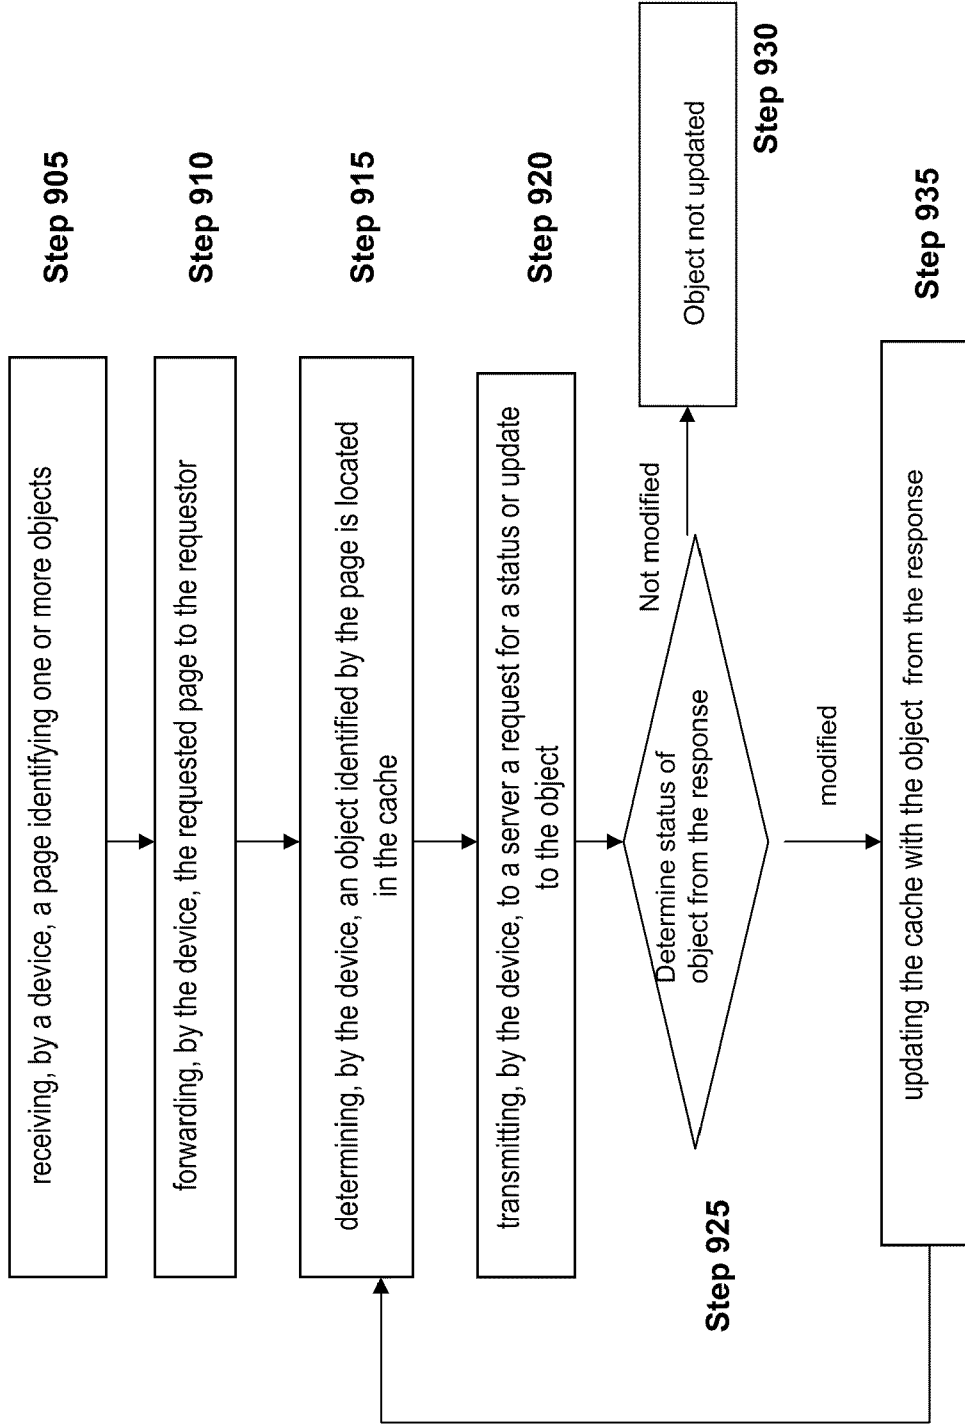 receiving, by a device, a page identifying one or more objects
Step 905
forwarding, by the device, the requested page to the requestor
Step 910
determining, by the device, an object identified by the page is located
in the cache
Step 915
transmitting, by the device, to a server a request for a status or update
to the object
Step 920
Determine status of
object from the response
Step 925
Not modified
Object not updated
Step 930
modified
updating the cache with the object from the response
Step 935